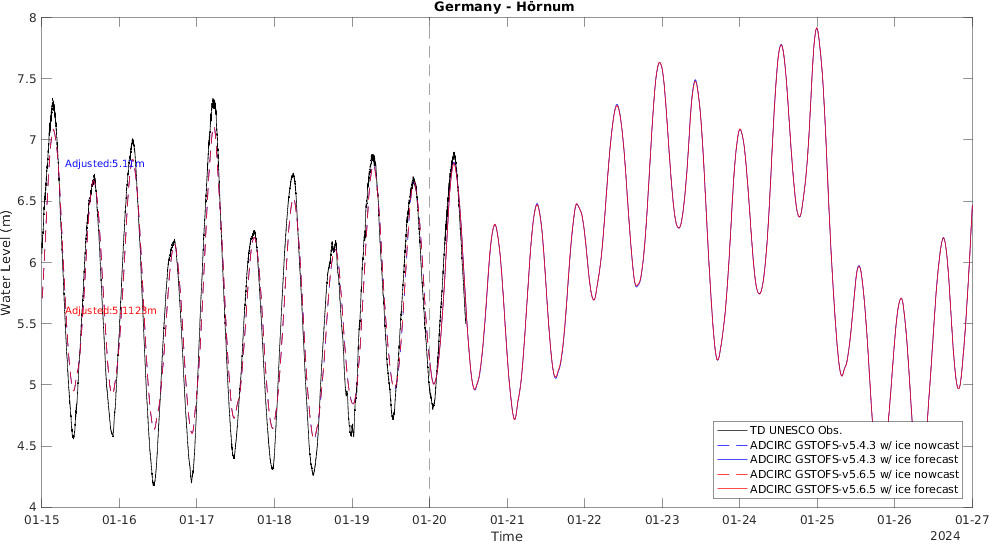 Germany - Hörnum
8
7.5
7
6.5
6
5.5
5
4.5
4
Water Level (m)
Adjusted:5.11m
Adjusted:5.1123m
TD UNESCO Obs.
ADCIRC GSTOFS-v5.4.3 w/ ice nowcast
ADCIRC GSTOFS-v5.4.3 w/ ice forecast
ADCIRC GSTOFS-v5.6.5 w/ ice nowcast
ADCIRC GSTOFS-v5.6.5 w/ ice forecast
01-15 01-16 01-17 01-18 01-19 01-20 01-21 01-22 01-23 01-24 01-25 01-26 01-27
Time
2024